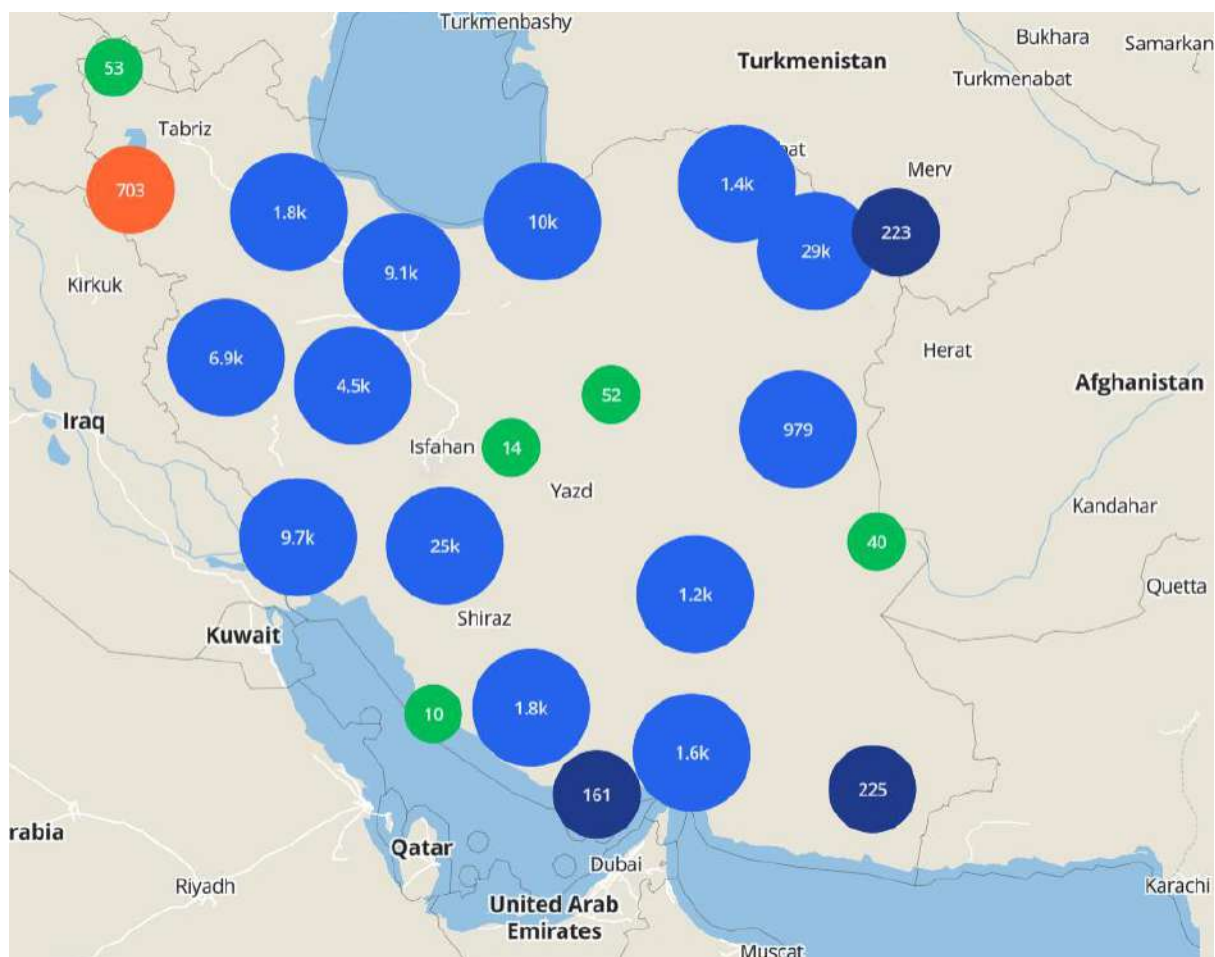 Turkmenbashy
Bukhara
Samarkan
Turkmenistan
53
Turkmenabat
Tabriz
bat
Merv
703
1.4k
1.8k
10k
223
29k
9.1k
Kirkuk
Herat
6.9k
4.5k
Afghanistan
52
Iraq
979
Isfahan
14
Yazd
Kandahar
9.7k
25k
40
Quetta
1.2k
Shiraz
Kuwait
1.8k
10
1.6k
161
225
rabia
Qatar
Dubai
Riyadh
Karachi
United Arab
Emirates
Muscat